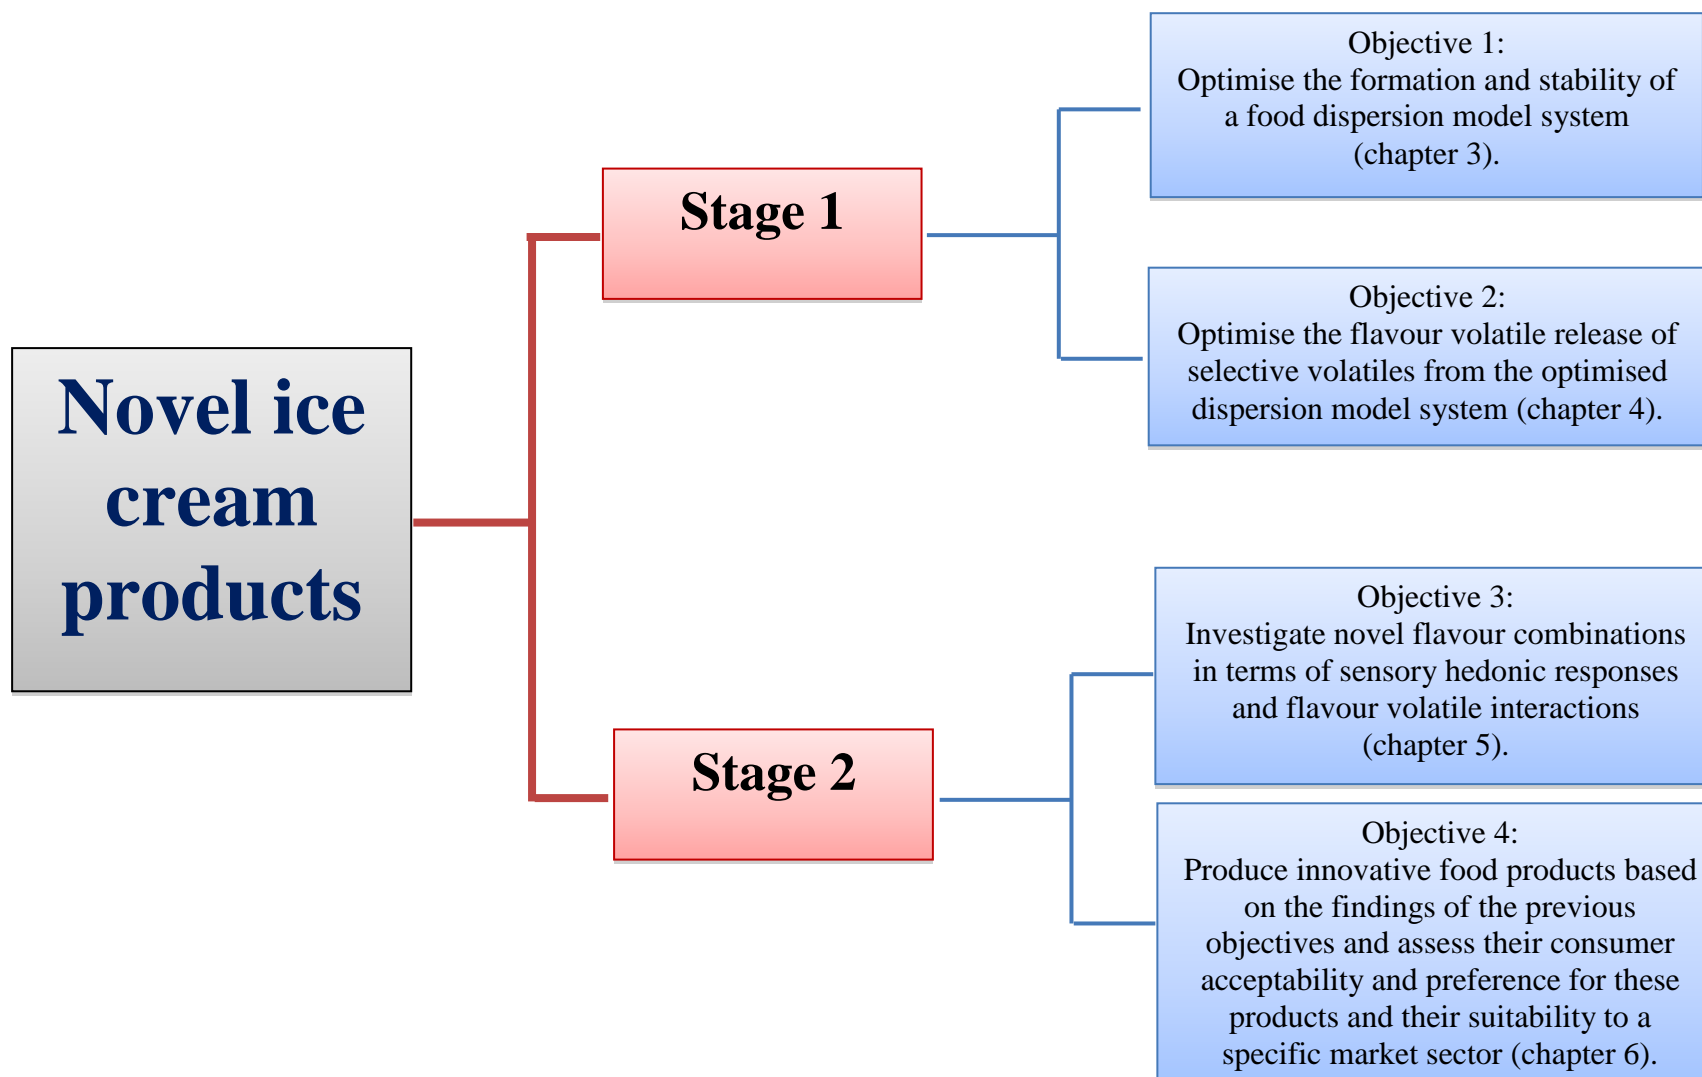 Novel ice
cream
products
Stage 1
Objective 1:
Optimise the formation and stability of
a food dispersion model system
(chapter 3).
Objective 2:
Optimise the flavour volatile release of
selective volatiles from the optimised
dispersion model system (chapter 4).
Stage 2
Objective 3:
Investigate novel flavour combinations
in terms of sensory hedonic responses
and flavour volatile interactions
(chapter 5).
Objective 4:
Produce innovative food products based
on the findings of the previous
objectives and assess their consumer
acceptability and preference for these
products and their suitability to a
specific market sector (chapter 6).